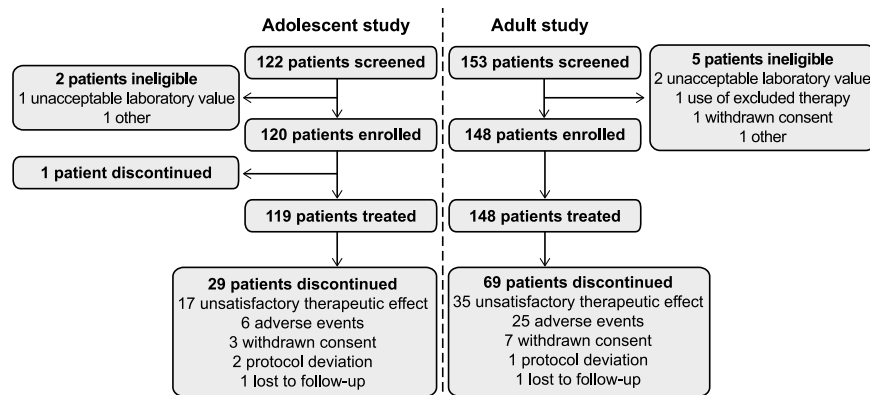 Adolescent study
122 patients screened
2 patients ineligible
1 unacceptable laboratory value
1 other
120 patients enrolled
1 patient discontinued
119 patients treated
29 patients discontinued
17 unsatisfactory therapeutic effect
6 adverse events
3 withdrawn consent
2 protocol deviation
1 lost to follow-up
Adult study
153 patients screened
5 patients ineligible
2 unacceptable laboratory value
1 use of excluded therapy
1 withdrawn consent
1 other
148 patients enrolled
148 patients treated
69 patients discontinued
35 unsatisfactory therapeutic effect
25 adverse events
7 withdrawn consent
1 protocol deviation
1 lost to follow-up